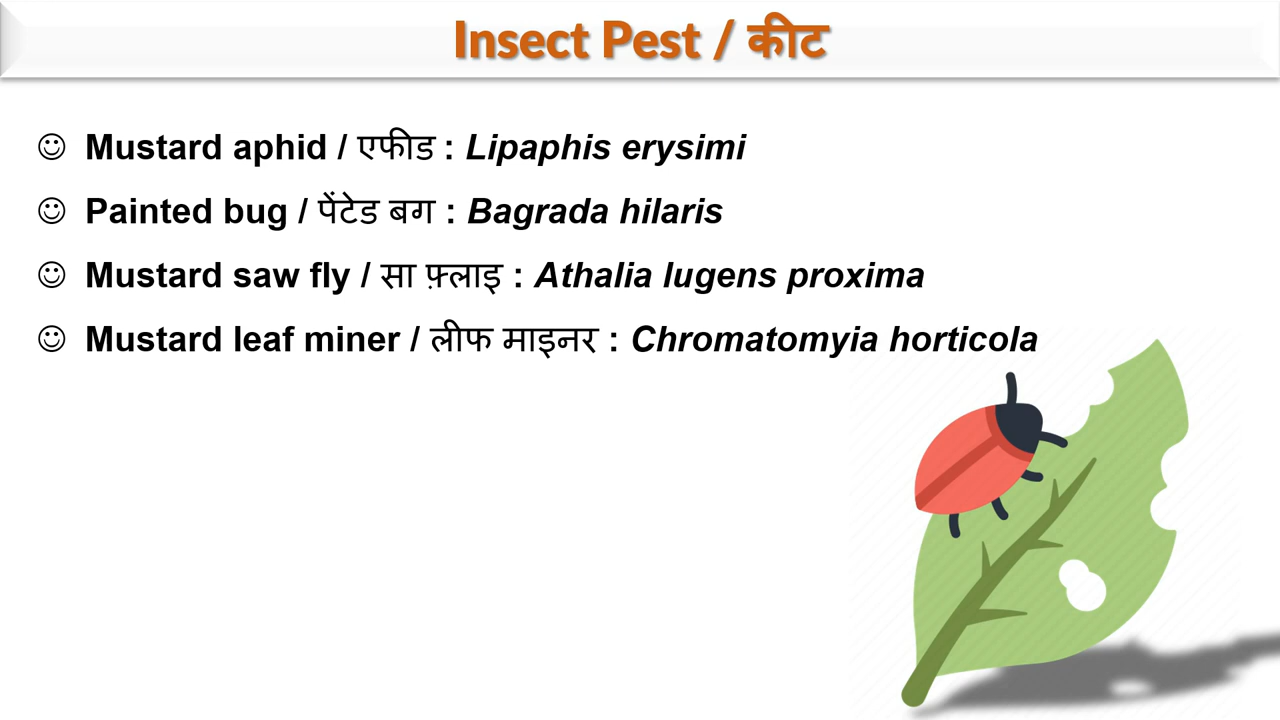 Insect Pest / कीट
☺ Mustard aphid / एफीड : Lipaphis erysimi
☺ Painted bug / पेंटेड बग : Bagrada hilaris
☺ Mustard saw fly / सा फ़्लाइ : Athalia lugens proxima
☺ Mustard leaf miner / लीफ माइनर : Chromatomyia horticola